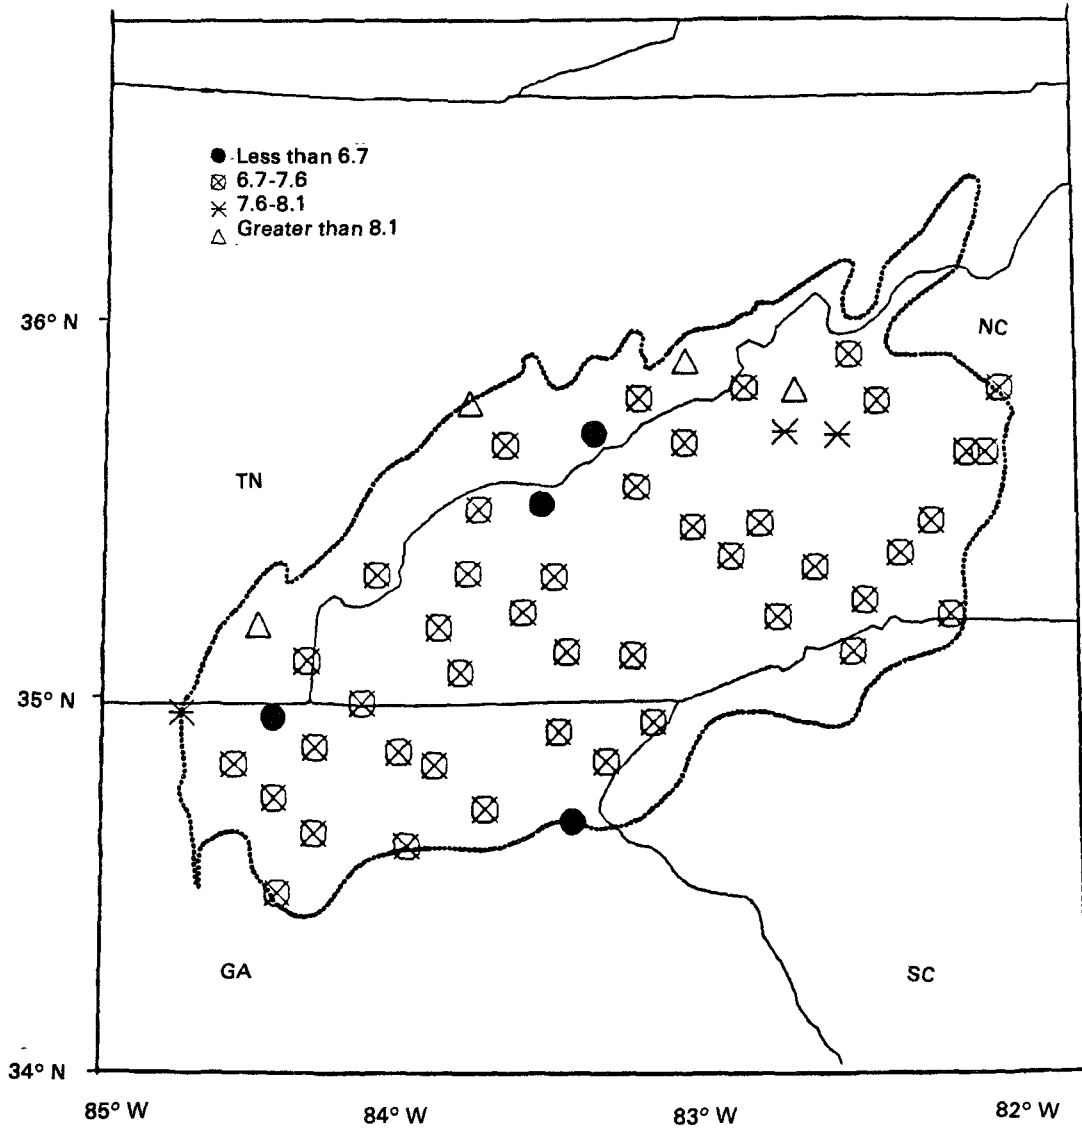 Less than 6.7
6.7-7.6
7.6-8.1
Greater than 8.1
36° N
NC
TN
35° N
GA
SC
34° N
85° W
84° W
83° W
82° W